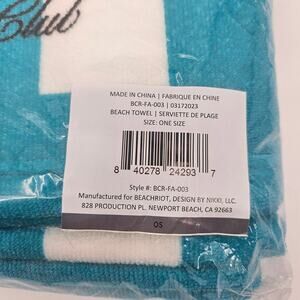 Club
MADE IN CHINA | FABRIQUE EN CHINE
BCR-FA-003 | 03172023
BEACH TOWEL | SERVIETTE DE PLAGE
SIZE: ONE SIZE
8 40278 24293 7
Style #: BCR-FA-003
Manufactured for BEACHRIOT, DESIGN BY NIKKI, LLC.
828 PRODUCTION PL. NEWPORT BEACH, CA 92663
OS